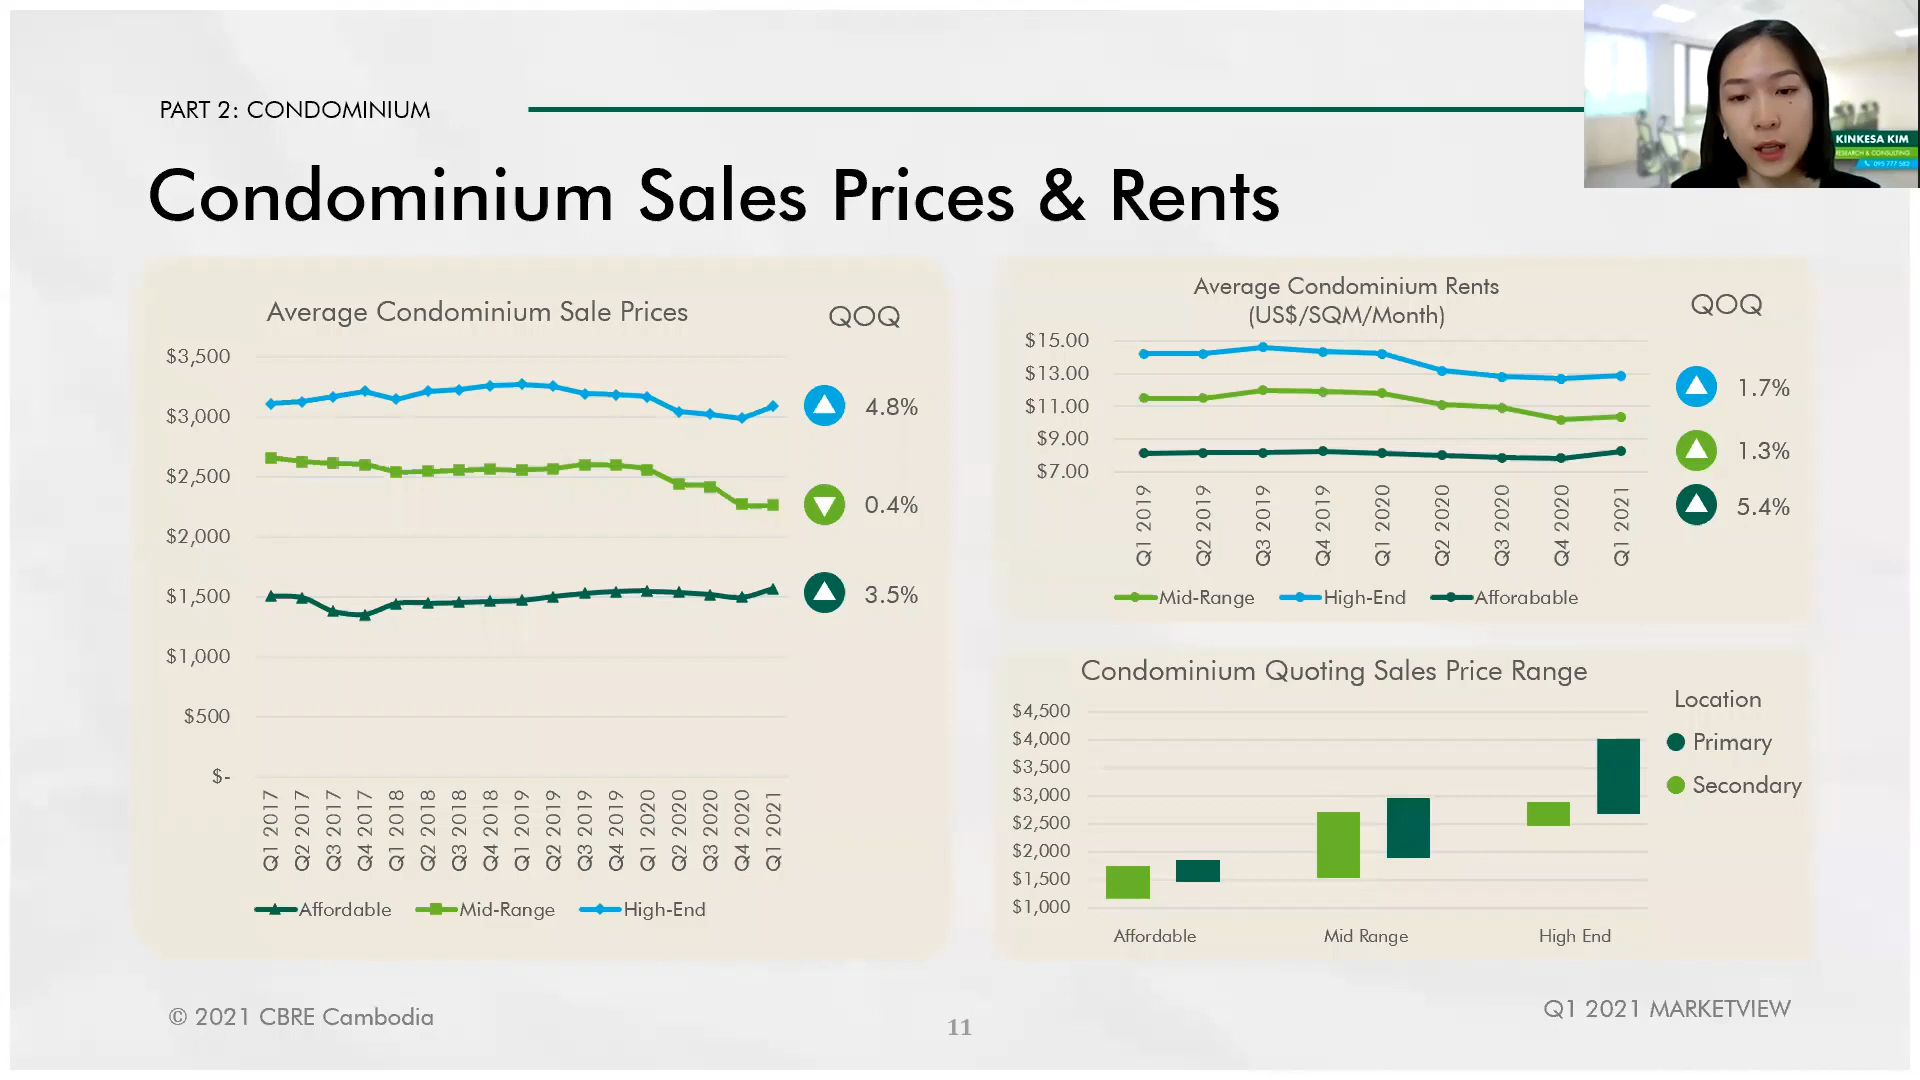 PART 2: CONDOMINIUM
KINKESA KIM
RESEARCH & CONSULTING
095 777 582
Condominium Sales Prices & Rents
Average Condominium Sale Prices
QOQ
$3,500
$3,000
$2,500
$2,000
$1,500
$1,000
$500
$-
4.8%
0.4%
3.5%
Q1 2017
Q2 2017
Q3 2017
Q4 2017
Q1 2018
Q2 2018
Q3 2018
Q4 2018
Q1 2019
Q2 2019
Q3 2019
Q4 2019
Q1 2020
Q2 2020
Q3 2020
Q4 2020
Q1 2021
Affordable Mid-Range High-End
Average Condominium Rents
(US$/SQM/Month)
QOQ
$15.00
$13.00
$11.00
$9.00
$7.00
1.7%
1.3%
5.4%
Q1 2019
Q2 2019
Q3 2019
Q4 2019
Q1 2020
Q2 2020
Q3 2020
Q4 2020
Q1 2021
Mid-Range High-End Afforabable
Condominium Quoting Sales Price Range
Location
Primary
Secondary
$4,500
$4,000
$3,500
$3,000
$2,500
$2,000
$1,500
$1,000
Affordable Mid Range High End
© 2021 CBRE Cambodia
11
Q1 2021 MARKETVIEW